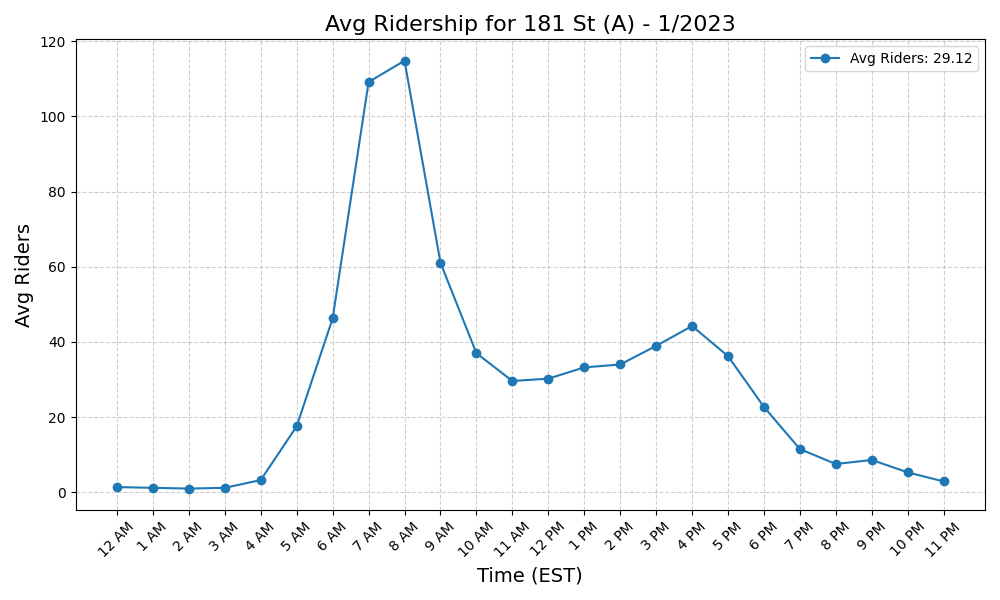 Avg Ridership for 181 St (A) - 1/2023
Avg Riders: 29.12
Avg Riders
120
100
80
60
40
20
0
12 AM
1 AM
2 AM
3 AM
4 AM
5 AM
6 AM
7 AM
8 AM
9 AM
10 AM
11 AM
12 PM
1 PM
2 PM
3 PM
4 PM
5 PM
6 PM
7 PM
8 PM
9 PM
10 PM
11 PM
Time (EST)